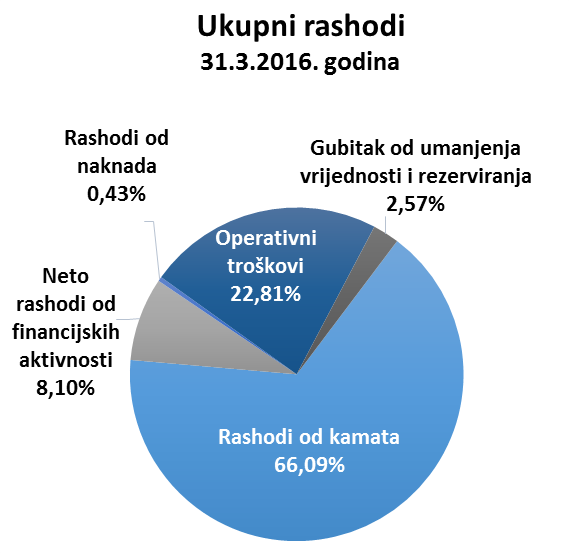 Ukupni rashodi
31.3.2016. godina
Rashodi od
naknada
0,43%
Gubitak od umanjenja
vrijednosti i rezerviranja
2,57%
Operativni
troškovi
22,81%
Neto
rashodi od
financijskih
aktivnosti
8,10%
Rashodi od kamata
66,09%